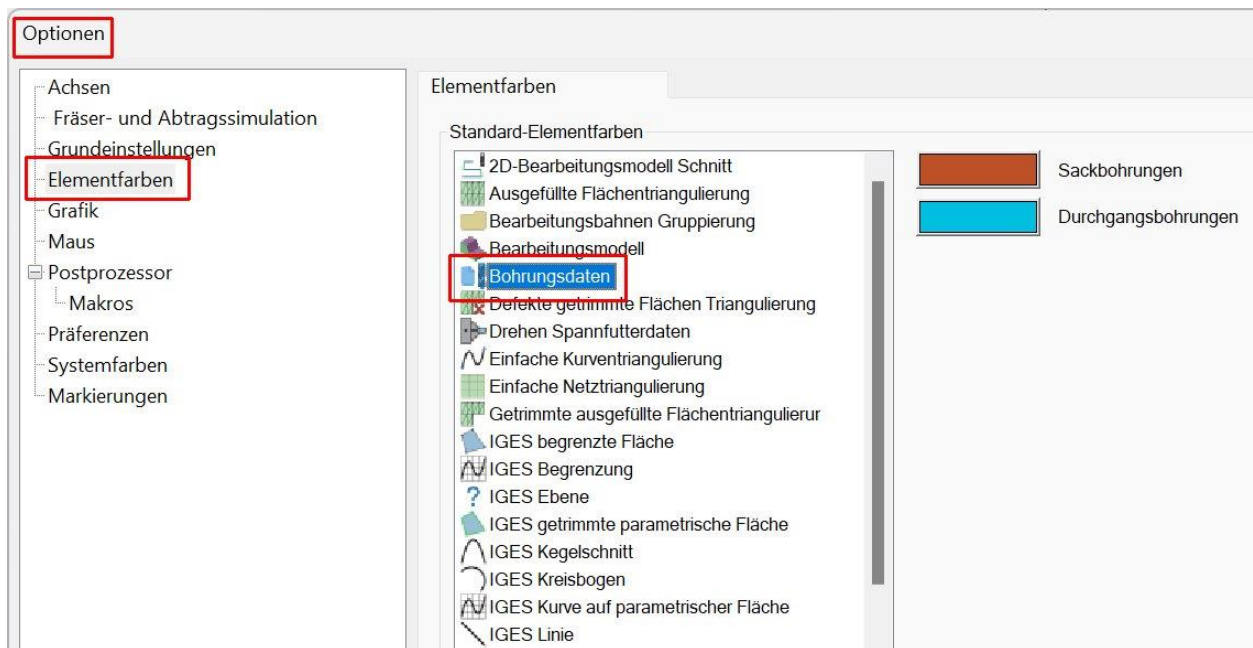 Optionen
Achsen
Fräser- und Abtragssimulation
Grundeinstellungen
Elementfarben
Grafik
Maus
Postprozessor
Makros
Präferenzen
Systemfarben
Markierungen
Elementfarben
Standard-Elementfarben
2D-Bearbeitungsmodell Schnitt
Ausgefüllte Flächentriangulierung
Bearbeitungsbahnen Gruppierung
Bearbeitungsmodell
Bohrungsdaten
Defekte getrimmte Flächen Triangulierung
Drehen Spannfutterdaten
Einfache Kurventriangulierung
Einfache Netztriangulierung
Getrimmte ausgefüllte Flächentriangulierur
IGES begrenzte Fläche
IGES Begrenzung
IGES Ebene
IGES getrimmte parametrische Fläche
IGES Kegelschnitt
IGES Kreisbogen
IGES Kurve auf parametrischer Fläche
IGES Linie
Sackbohrungen
Durchgangsbohrungen